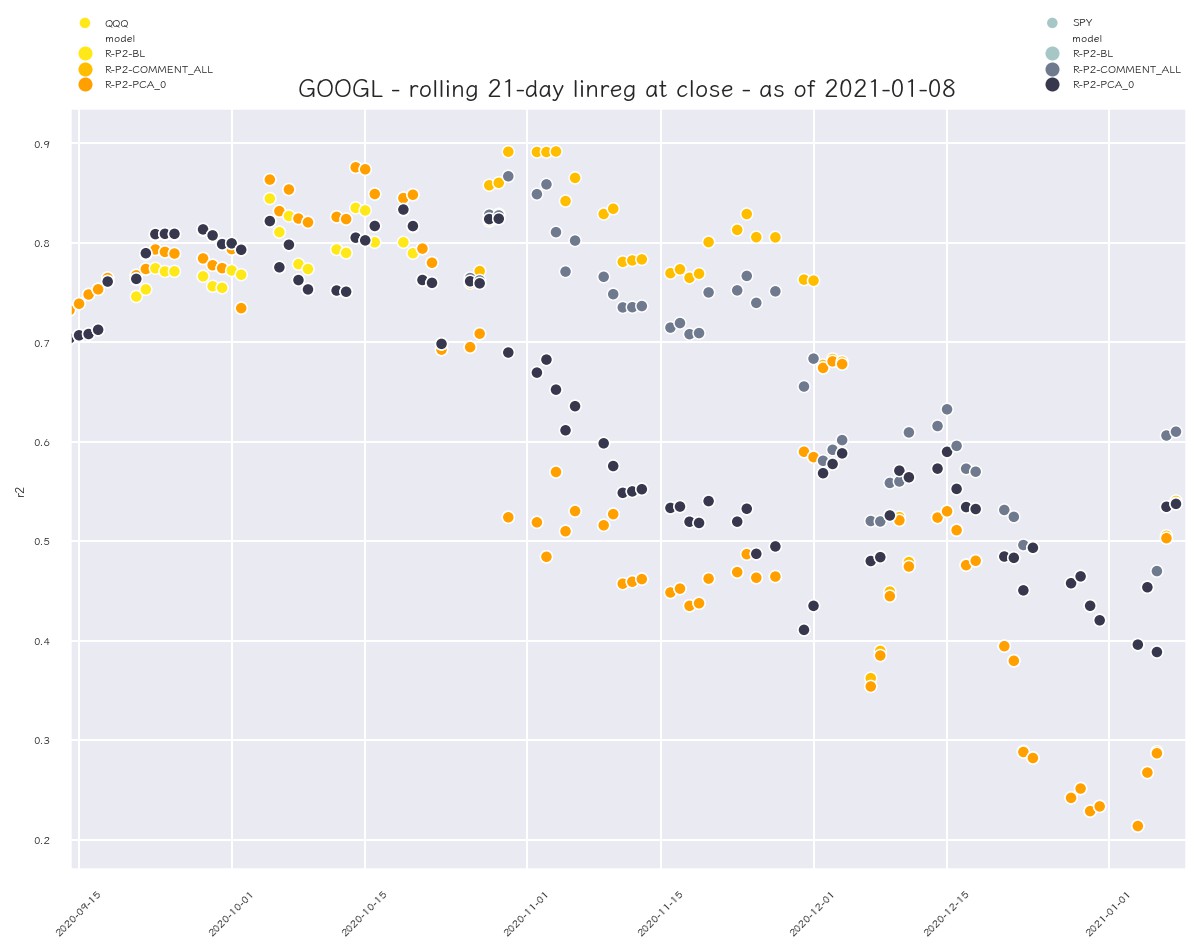 QQQ
model
R-P2-BL
R-P2-COMMENT_ALL
R-P2-PCA_0
SPY
model
R-P2-BL
R-P2-COMMENT_ALL
R-P2-PCA_0
GOOGL - rolling 21-day linreg at close - as of 2021-01-08
0.9
0.8
0.7
0.6
0.5
0.4
0.3
0.2
r2
2020-09-15
2020-10-01
2020-10-15
2020-11-01
2020-11-15
2020-12-01
2020-12-15
2021-01-01